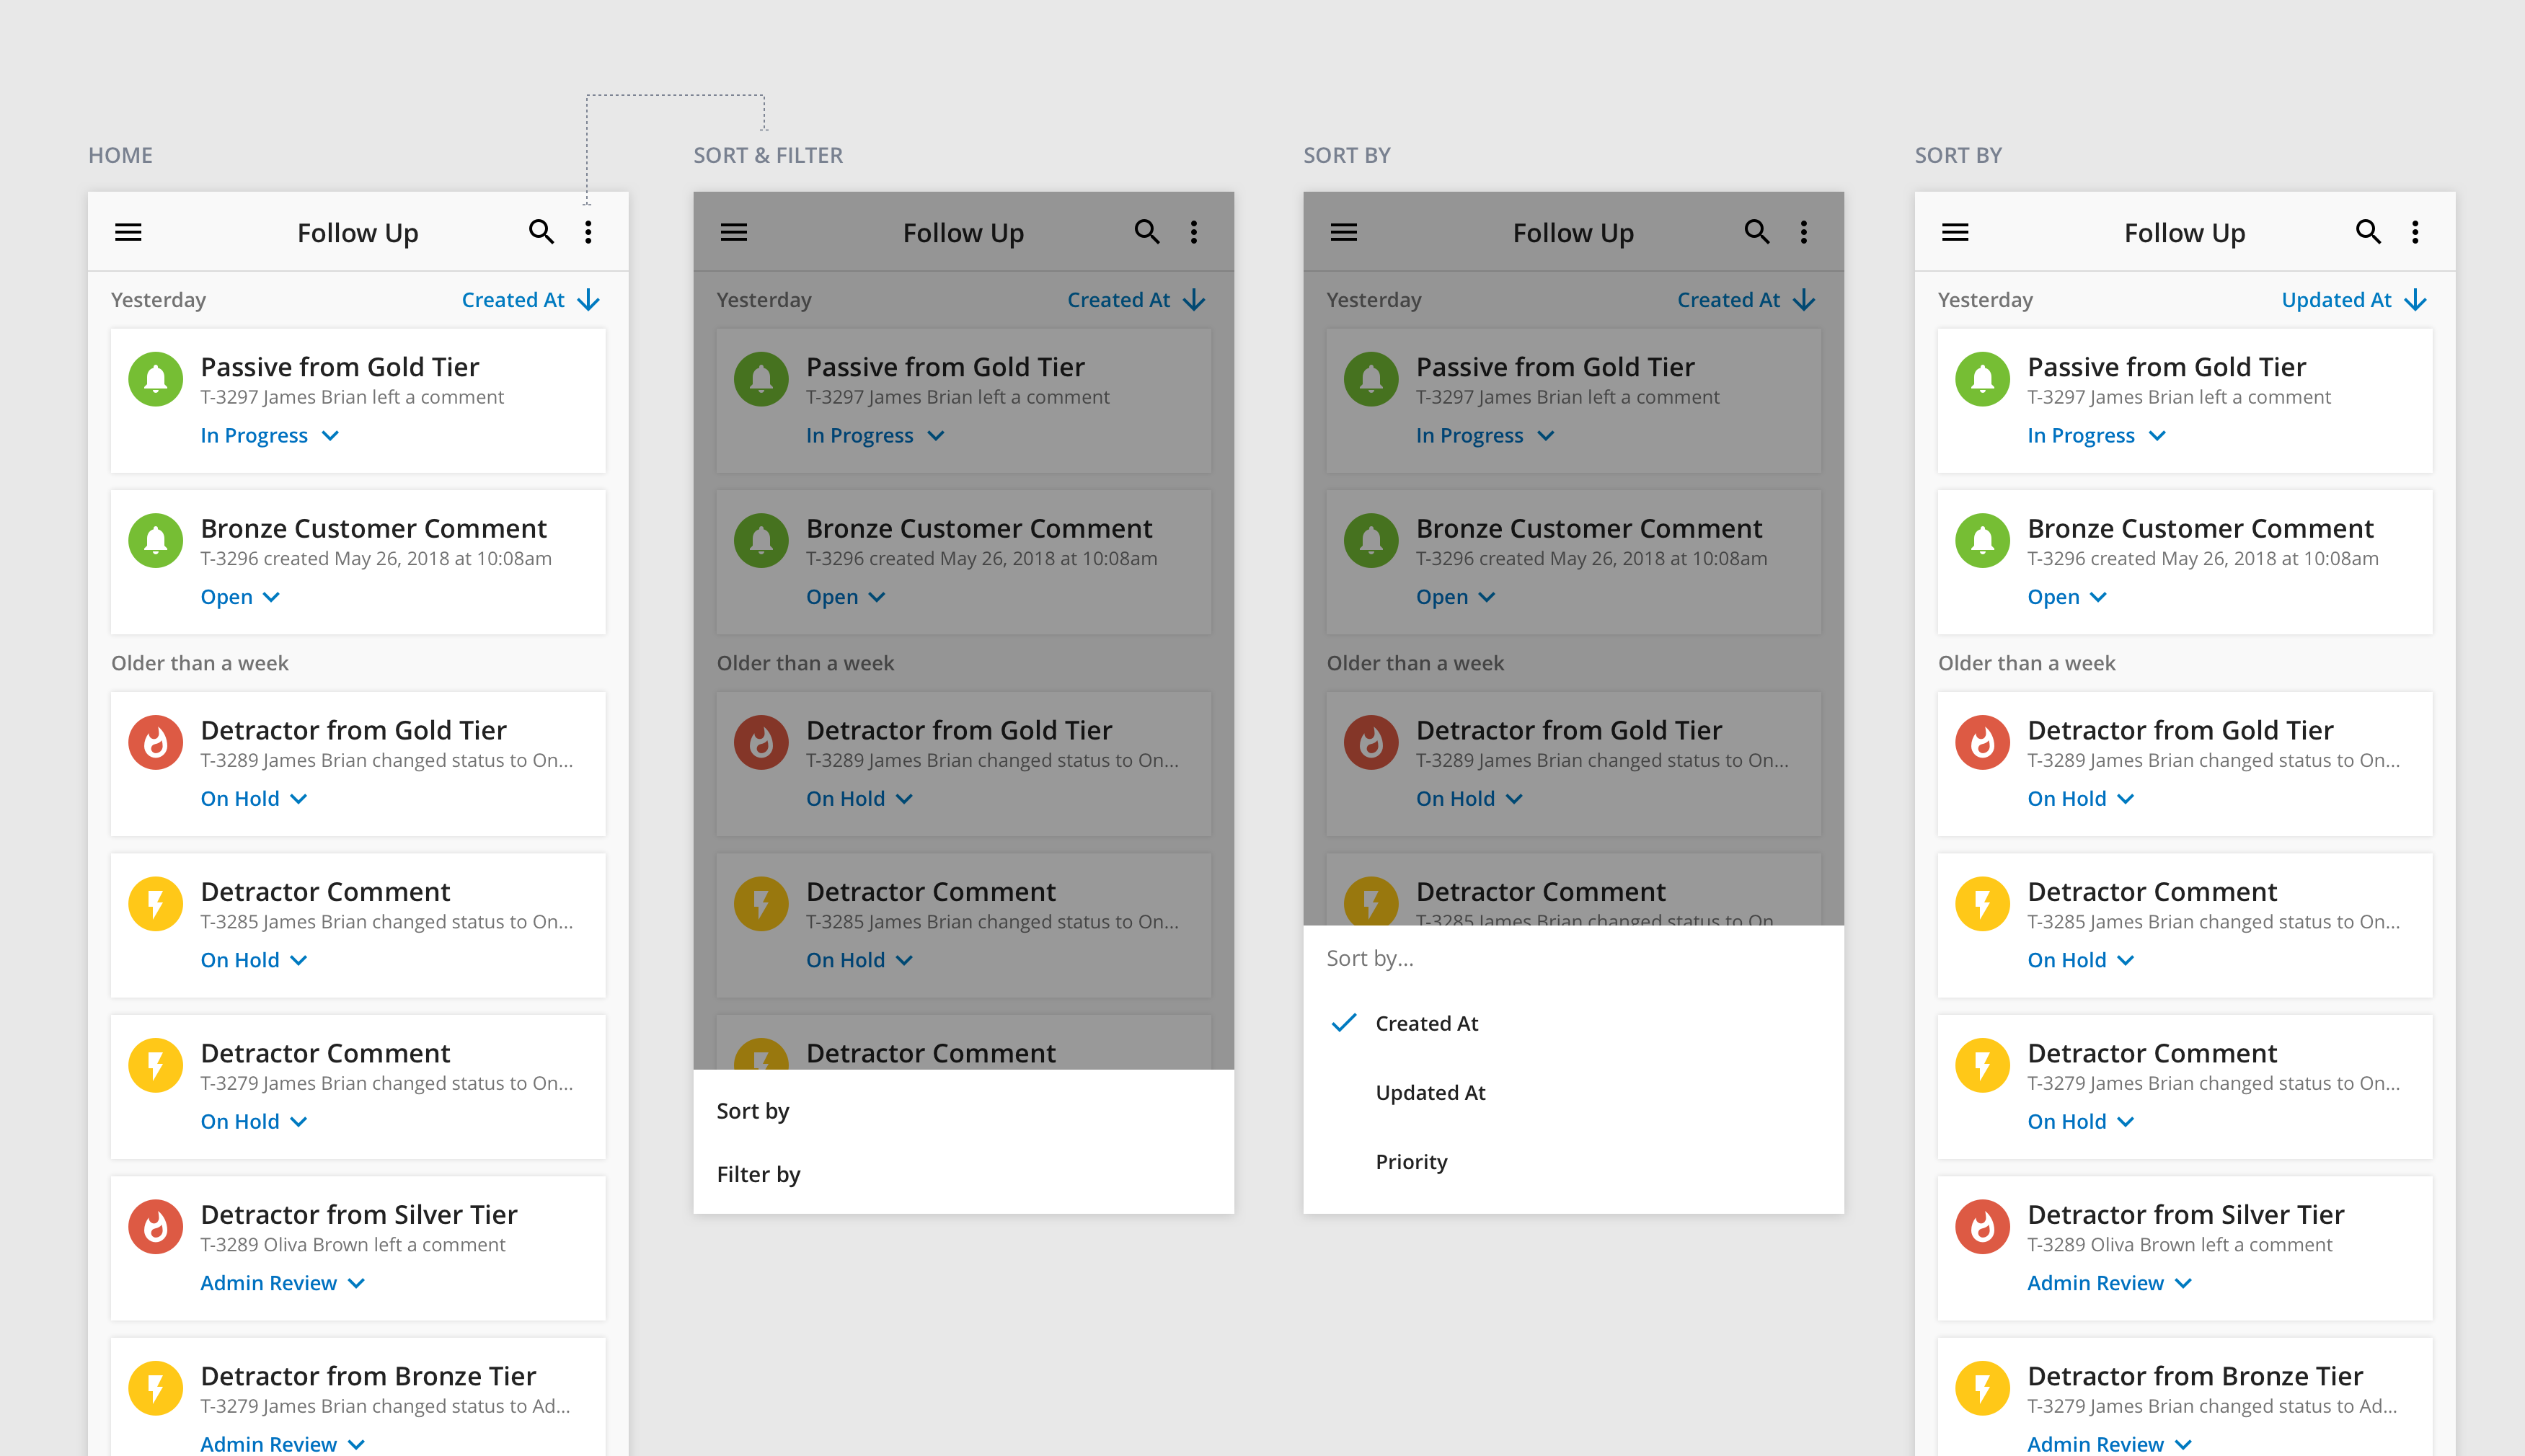 HOME
Follow Up
Yesterday
Created At
Passive from Gold Tier
T-3297 James Brian left a comment
In Progress
Bronze Customer Comment
T-3296 created May 26, 2018 at 10:08am
Open
Older than a week
Detractor from Gold Tier
T-3289 James Brian changed status to On...
On Hold
Detractor Comment
T-3285 James Brian changed status to On...
On Hold
Detractor Comment
T-3279 James Brian changed status to On...
On Hold
Detractor from Silver Tier
T-3289 Oliva Brown left a comment
Admin Review
Detractor from Bronze Tier
T-3279 James Brian changed status to Ad...
Admin Review
SORT & FILTER
Follow Up
Yesterday
Created At
Passive from Gold Tier
T-3297 James Brian left a comment
In Progress
Bronze Customer Comment
T-3296 created May 26, 2018 at 10:08am
Open
Older than a week
Detractor from Gold Tier
T-3289 James Brian changed status to On...
On Hold
Detractor Comment
T-3285 James Brian changed status to On...
On Hold
Detractor Comment
Sort by
Filter by
SORT BY
Follow Up
Yesterday
Created At
Passive from Gold Tier
T-3297 James Brian left a comment
In Progress
Bronze Customer Comment
T-3296 created May 26, 2018 at 10:08am
Open
Older than a week
Detractor from Gold Tier
T-3289 James Brian changed status to On...
On Hold
Detractor Comment
T-3285 James Brian changed status to On
Sort by...
Created At
Updated At
Priority
SORT BY
Follow Up
Yesterday
Updated At
Passive from Gold Tier
T-3297 James Brian left a comment
In Progress
Bronze Customer Comment
T-3296 created May 26, 2018 at 10:08am
Open
Older than a week
Detractor from Gold Tier
T-3289 James Brian changed status to On...
On Hold
Detractor Comment
T-3285 James Brian changed status to On...
On Hold
Detractor Comment
T-3279 James Brian changed status to On...
On Hold
Detractor from Silver Tier
T-3289 Oliva Brown left a comment
Admin Review
Detractor from Bronze Tier
T-3279 James Brian changed status to Ad...
Admin Review